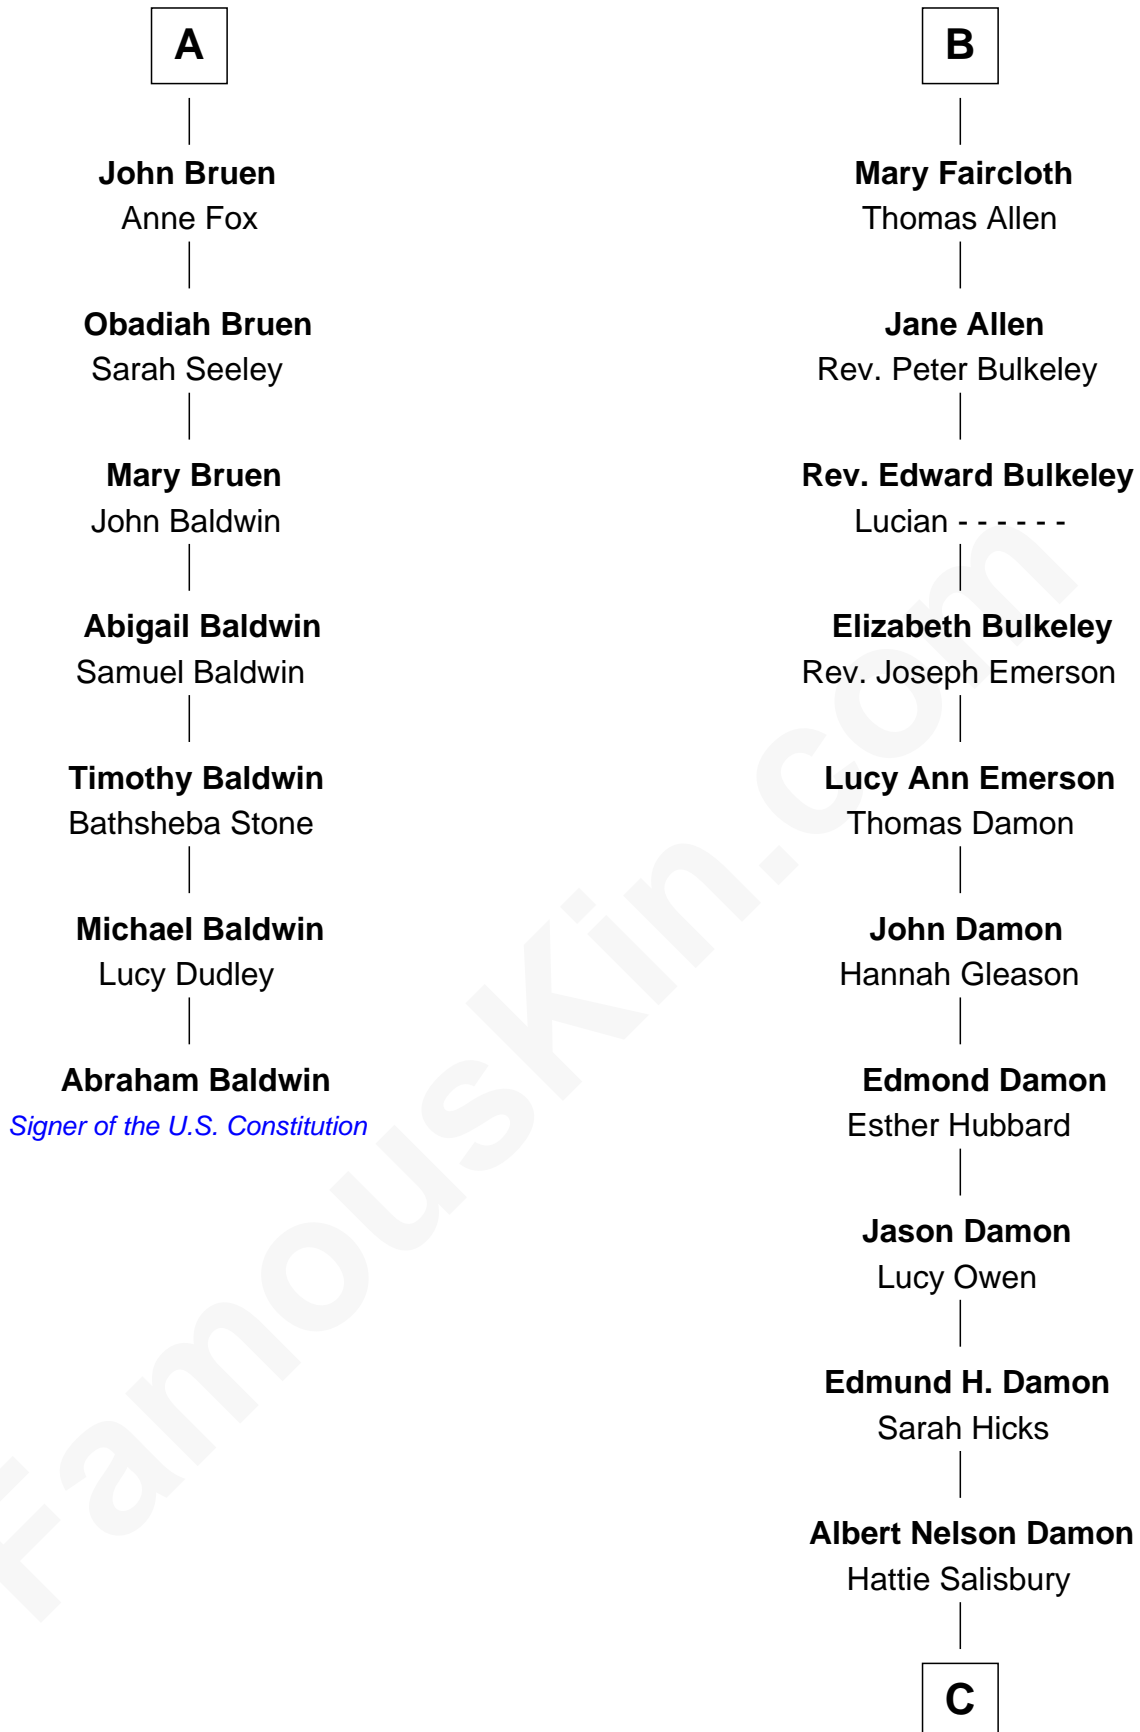 A
John Bruen
Anne Fox
Obadiah Bruen
Sarah Seeley
Mary Bruen
John Baldwin
Abigail Baldwin
Samuel Baldwin
Timothy Baldwin
Bathsheba Stone
Michael Baldwin
Lucy Dudley
Abraham Baldwin
Signer of the U.S. Constitution
B
Mary Faircloth
Thomas Allen
Jane Allen
Rev. Peter Bulkeley
Rev. Edward Bulkeley
Lucian - - - - - -
Elizabeth Bulkeley
Rev. Joseph Emerson
Lucy Ann Emerson
Thomas Damon
John Damon
Hannah Gleason
Edmond Damon
Esther Hubbard
Jason Damon
Lucy Owen
Edmund H. Damon
Sarah Hicks
Albert Nelson Damon
Hattie Salisbury
C
FamousKin.com